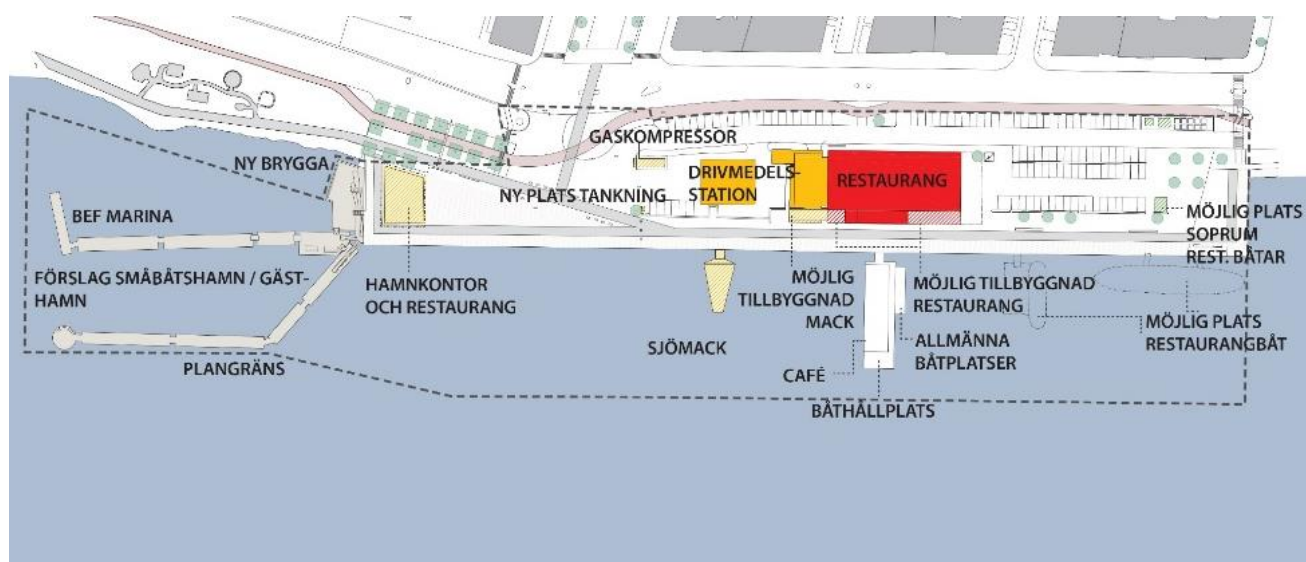 GASKOMPRESSOR
NY BRYGGA
DRIVMEDELS-
STATION
RESTAURANG
NY PLATS TANKNING
BEF MARINA
MÖJLIG PLATS
SOPRUM
REST. BÅTAR
FÖRSLAG SMÅBÅTSHAMN / GÄST-
HAMN
HAMNKONTOR
OCH RESTAURANG
MÖJLIG
TILLBYGGNAD
MACK
MÖJLIG TILLBYGGNAD
RESTAURANG
MÖJLIG PLATS
RESTAURANGBÅT
SJÖMACK
ALLMÄNNA
BÅTPLATSER
PLANGRÄNS
CAFÉ
BÅTHÅLLPLATS